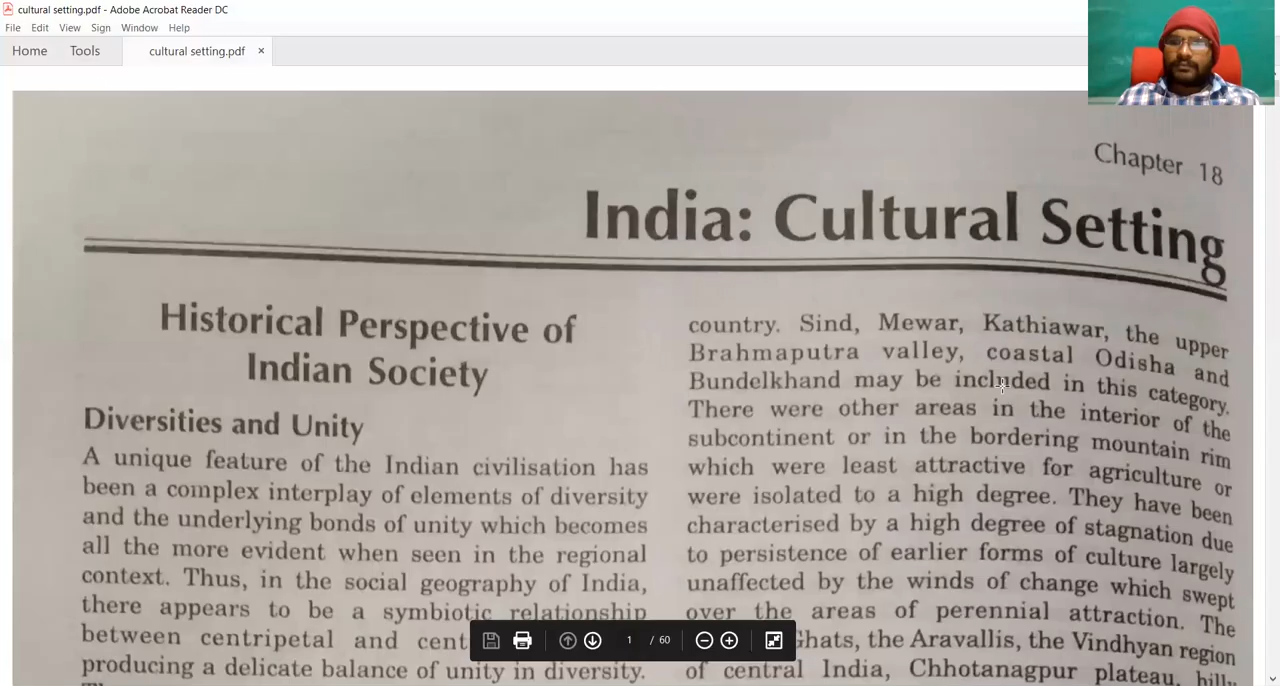 cultural setting.pdf - Adobe Acrobat Reader DC
File Edit View Sign Window Help
Home Tools cultural setting.pdf ×
Chapter 18
India: Cultural Setting
Historical Perspective of
Indian Society
Diversities and Unity
A unique feature of the Indian civilisation has
been a complex interplay of elements of diversity
and the underlying bonds of unity which becomes
all the more evident when seen in the regional
context. Thus, in the social geography of India,
there appears to be a symbiotic relationship
between centripetal and cent
producing a delicate balance of unity in diversity.
country. Sind, Mewar, Kathiawar, the upper
Brahmaputra valley, coastal Odisha and
Bundelkhand may be included in this category.
There were other areas in the interior of the
subcontinent or in the bordering mountain rim
which were least attractive for agriculture or
were isolated to a high degree. They have been
characterised by a high degree of stagnation due
to persistence of earlier forms of culture largely
unaffected by the winds of change which swept
over the areas of perennial attraction. The
Ghats, the Aravallis, the Vindhyan region
of central India, Chhotanagpur plateau, hilly
1 / 60